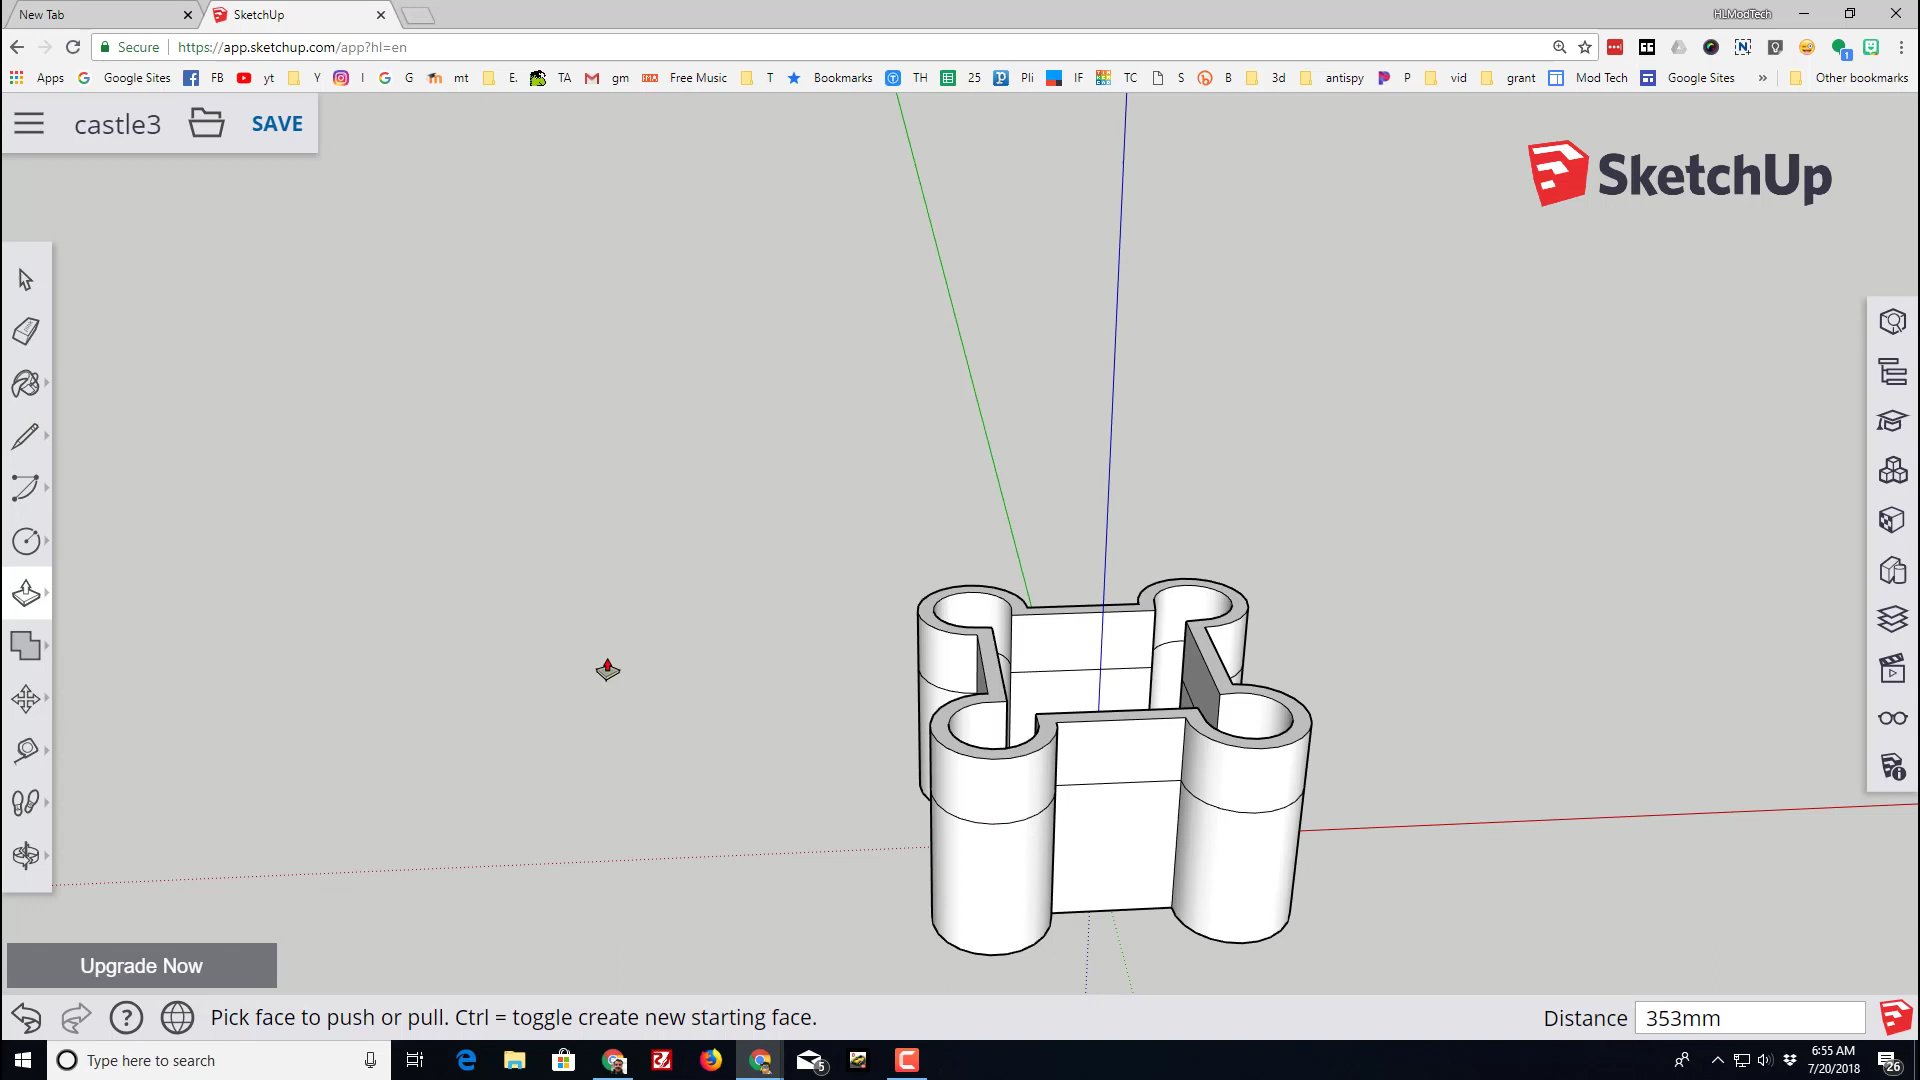 New Tab
SketchUp
HLModTech
Secure
https://app.sketchup.com/app?hl=en
Apps
Google Sites
FB
yt
Y
I
G
mt
E.
TA
gm
Free Music
T
Bookmarks
TH
25
Pli
IF
TC
S
B
3d
antispy
P
vid
grant
Mod Tech
Google Sites
»
Other bookmarks
castle3
SAVE
SketchUp
Upgrade Now
Pick face to push or pull. Ctrl = toggle create new starting face.
Distance
353mm
Type here to search
5
6:55 AM
7/20/2018
26